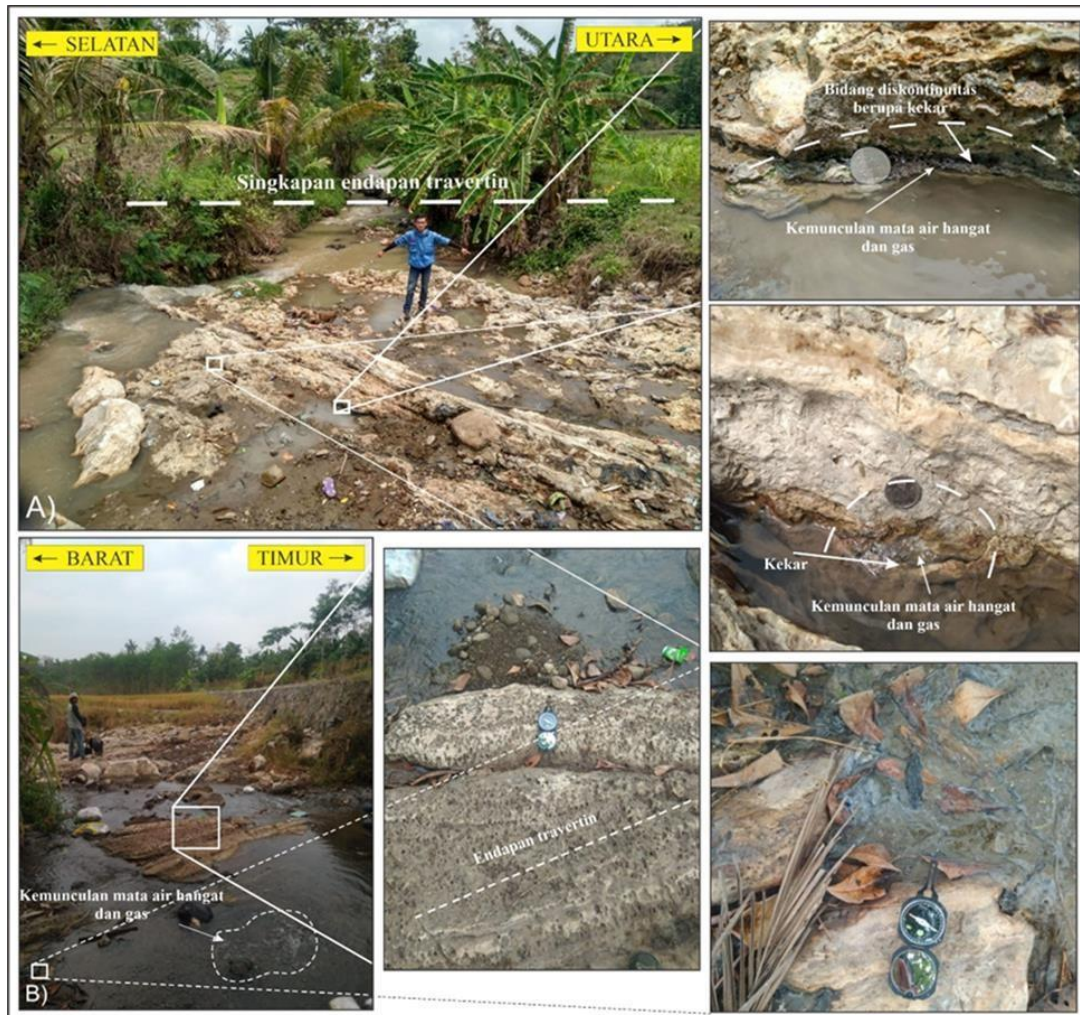 ← SELATAN
UTARA →
Singkapan endapan travertin
A)
Bidang diskontinuitas
berupa kekar
Kemunculan mata air hangat
dan gas
Kekar
Kemunculan mata air hangat
dan gas
← BARAT
TIMUR →
Kemunculan mata air hangat
dan gas
B)
Endapan travertin